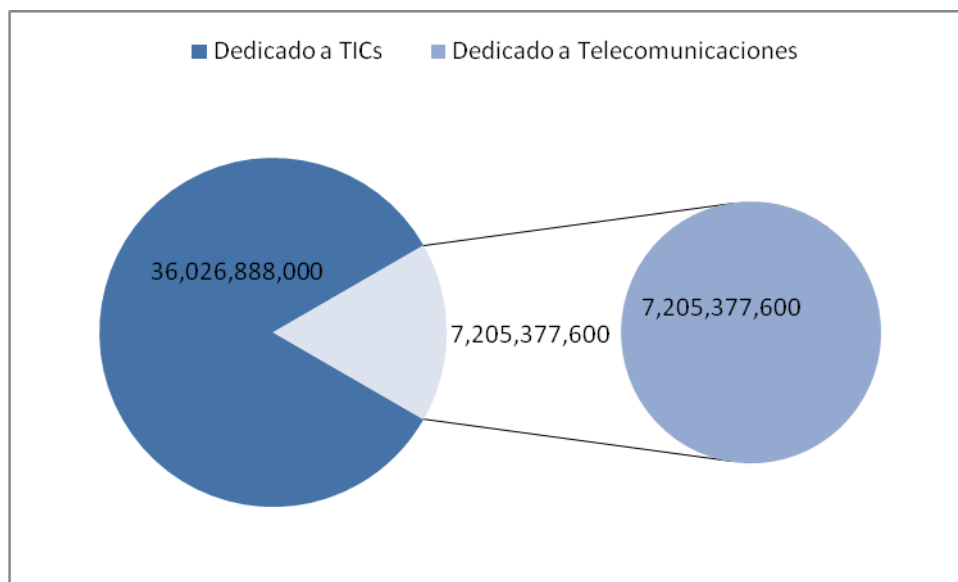 Dedicado a TICs
Dedicado a Telecomunicaciones
36,026,888,000
7,205,377,600
7,205,377,600